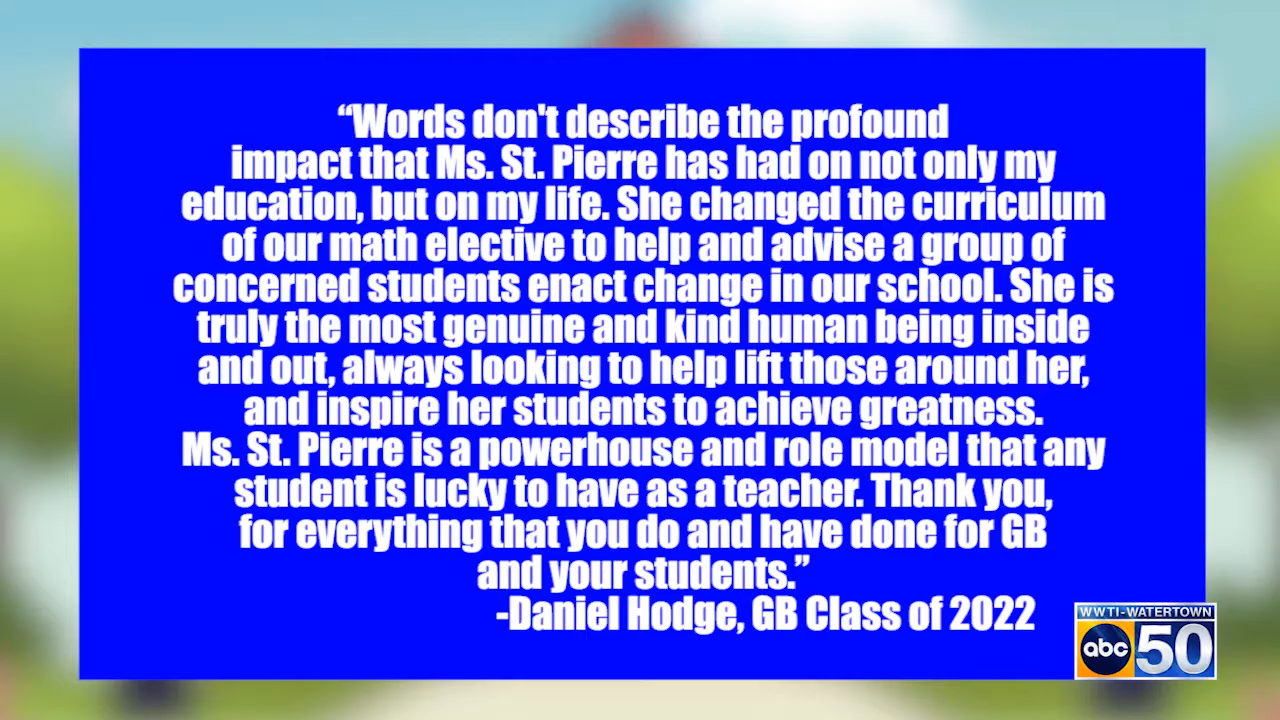 “Words don't describe the profound
impact that Ms. St. Pierre has had on not only my
education, but on my life. She changed the curriculum
of our math elective to help and advise a group of
concerned students enact change in our school. She is
truly the most genuine and kind human being inside
and out, always looking to help lift those around her,
and inspire her students to achieve greatness.
Ms. St. Pierre is a powerhouse and role model that any
student is lucky to have as a teacher. Thank you,
for everything that you do and have done for GB
and your students.”
-Daniel Hodge, GB Class of 2022
WWTI-WATERTOWN
abc 50